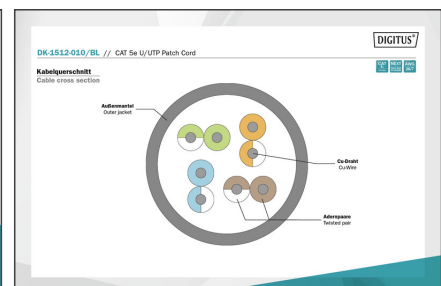 DIGITUS®
DK-1512-010/BL // CAT 5e U/UTP Patch Cord
Kabelquerschnitt
Cable cross section
Außenmantel
Outer jacket
Cu-Draht
Cu-Wire
Aderspaare
Twisted pair